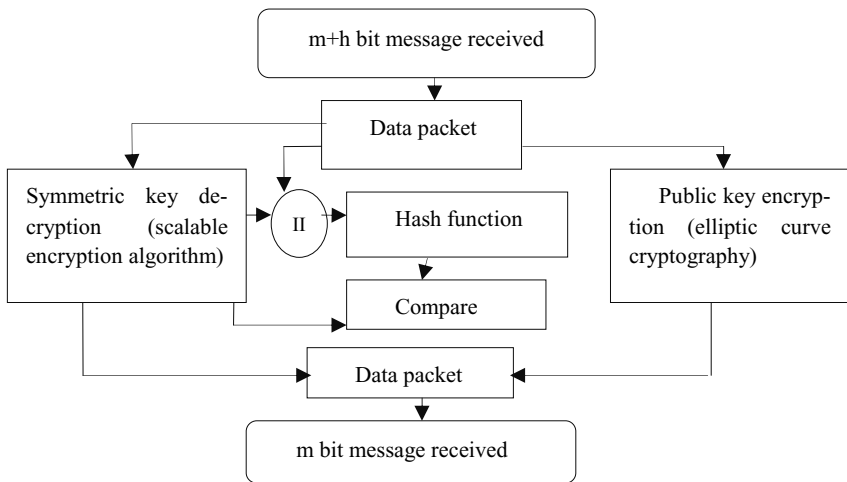 m+h bit message received
Data packet
Symmetric key de-
cryption (scalable
encryption algorithm)
II
Hash function
Public key encryp-
tion (elliptic curve
cryptography)
Compare
Data packet
m bit message received